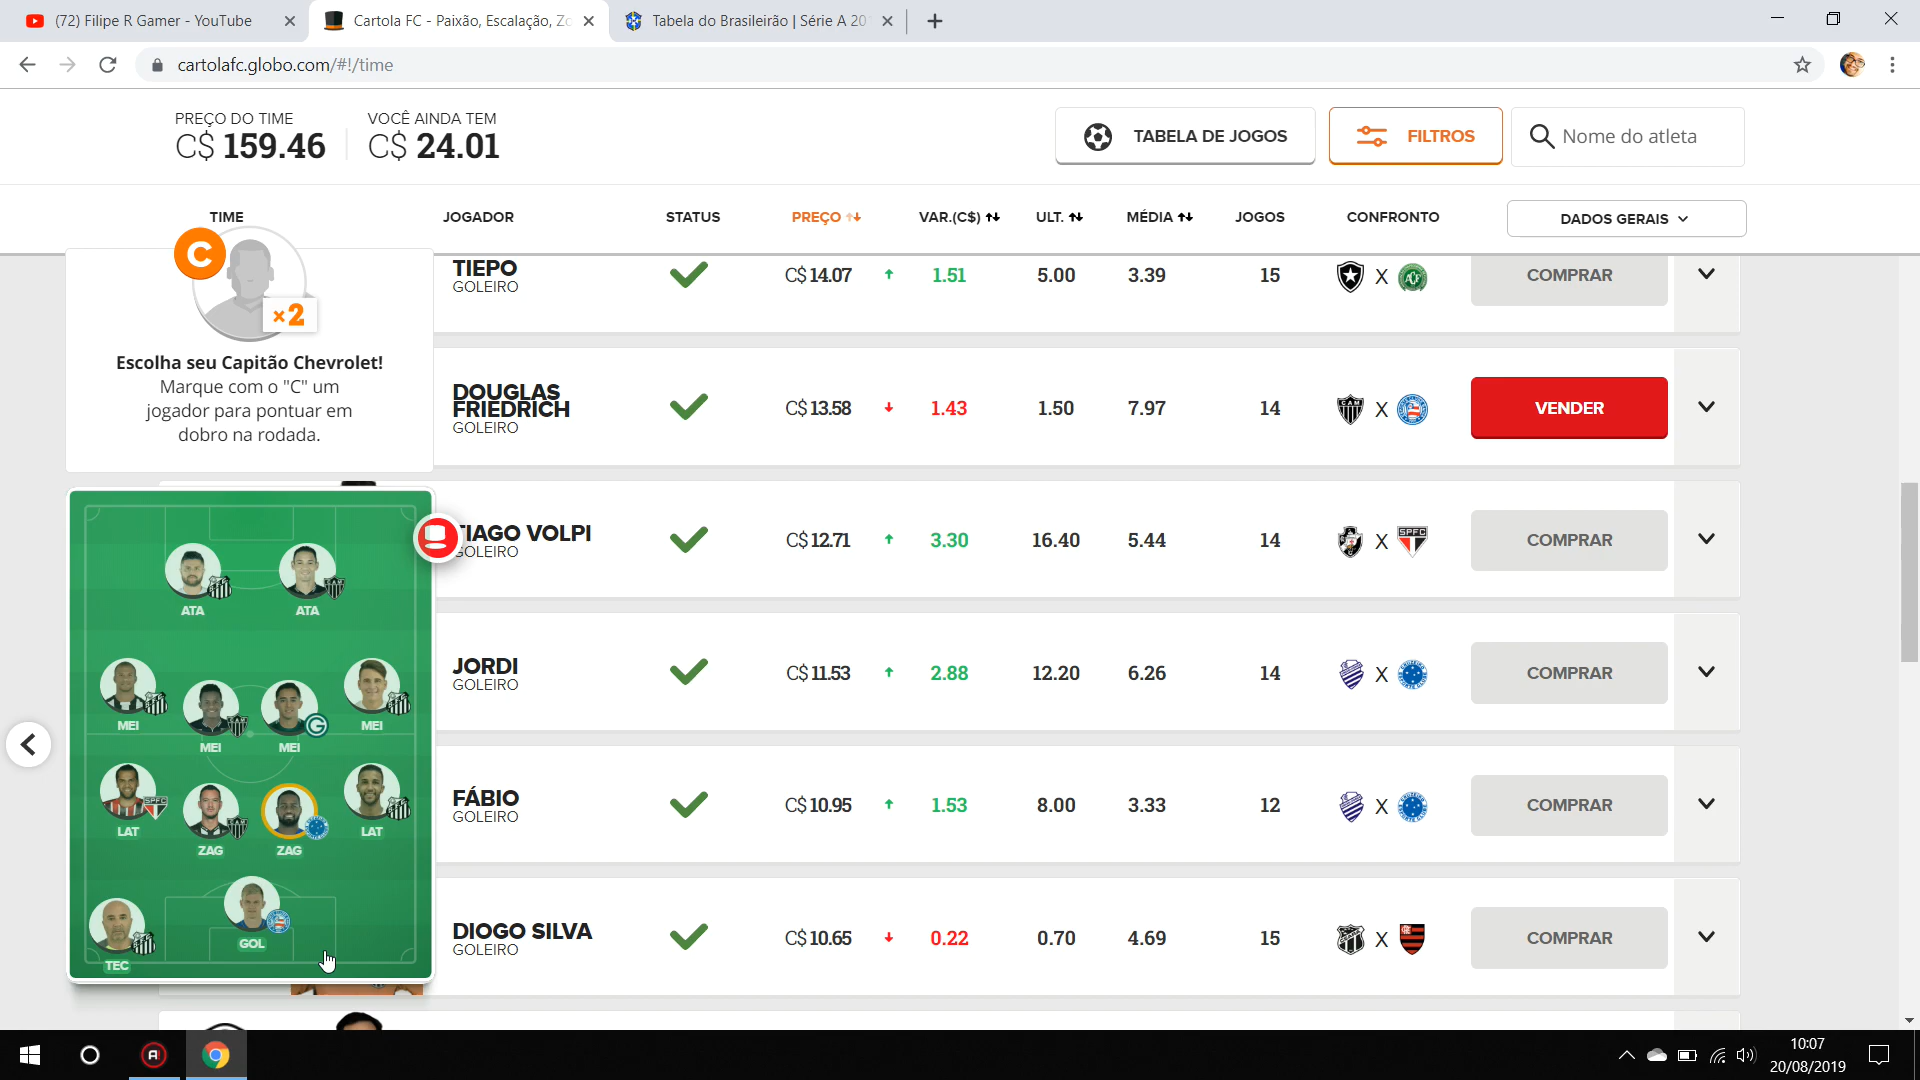 (72) Filipe R Gamer - YouTube
Cartola FC - Paixão, Escalação, Zo
Tabela do Brasileirão | Série A 20
cartolafc.globo.com/#!/time
PREÇO DO TIME
C$ 159.46
VOCÊ AINDA TEM
C$ 24.01
TABELA DE JOGOS
FILTROS
Nome do atleta
TIME
JOGADOR
STATUS
PREÇO
VAR.(C$)
ULT.
MÉDIA
JOGOS
CONFRONTO
DADOS GERAIS
C
×2
Escolha seu Capitão Chevrolet!
Marque com o "C" um
jogador para pontuar em
dobro na rodada.
TIEPO
GOLEIRO
C$ 14.07
1.51
5.00
3.39
15
X
COMPRAR
DOUGLAS
FRIEDRICH
GOLEIRO
C$ 13.58
1.43
1.50
7.97
14
X
VENDER
TIAGO VOLPI
GOLEIRO
C$ 12.71
3.30
16.40
5.44
14
X
COMPRAR
JORDI
GOLEIRO
C$ 11.53
2.88
12.20
6.26
14
X
COMPRAR
FÁBIO
GOLEIRO
C$ 10.95
1.53
8.00
3.33
12
X
COMPRAR
DIOGO SILVA
GOLEIRO
C$ 10.65
0.22
0.70
4.69
15
X
COMPRAR
ATA
ATA
MEI
MEI
MEI
MEI
LAT
ZAG
ZAG
LAT
TEC
GOL
10:07
20/08/2019